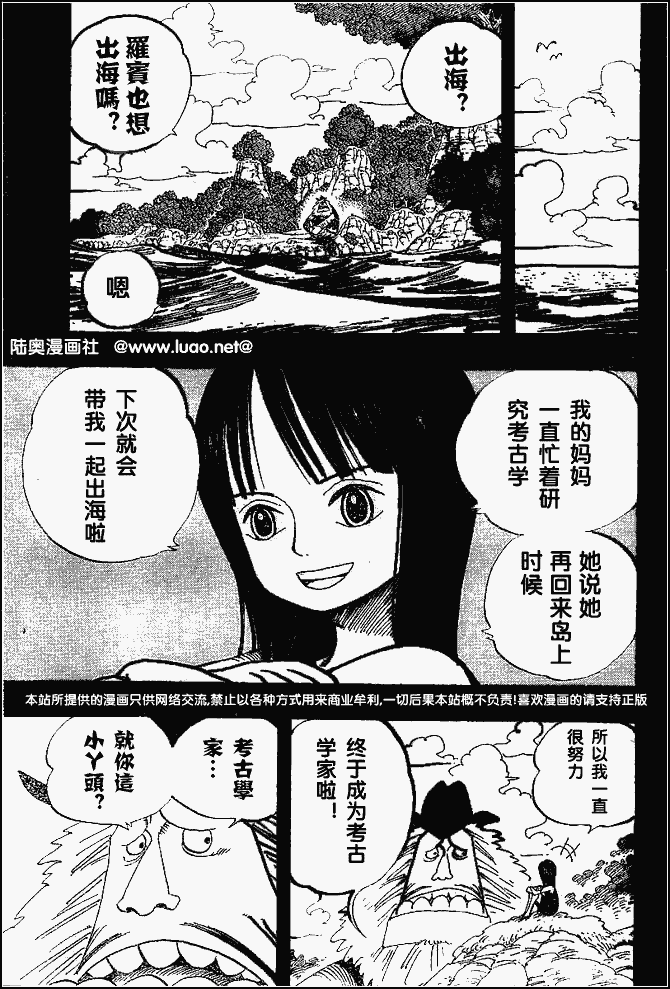 出海?
羅賓也想
出海嗎?
嗯
陆奥漫画社 @www.luao.net@
我的妈妈
一直忙着研
究考古学
她说她
再回来岛上
时候
下次就会
带我一起出海啦
本站所提供的漫画只供网络交流,禁止以各种方式用来商业牟利,一切后果本站概不负责!喜欢漫画的请支持正版
所以我一直
很努力
终于成为考古
学家啦!
考古學
家…
就你這
小丫頭?